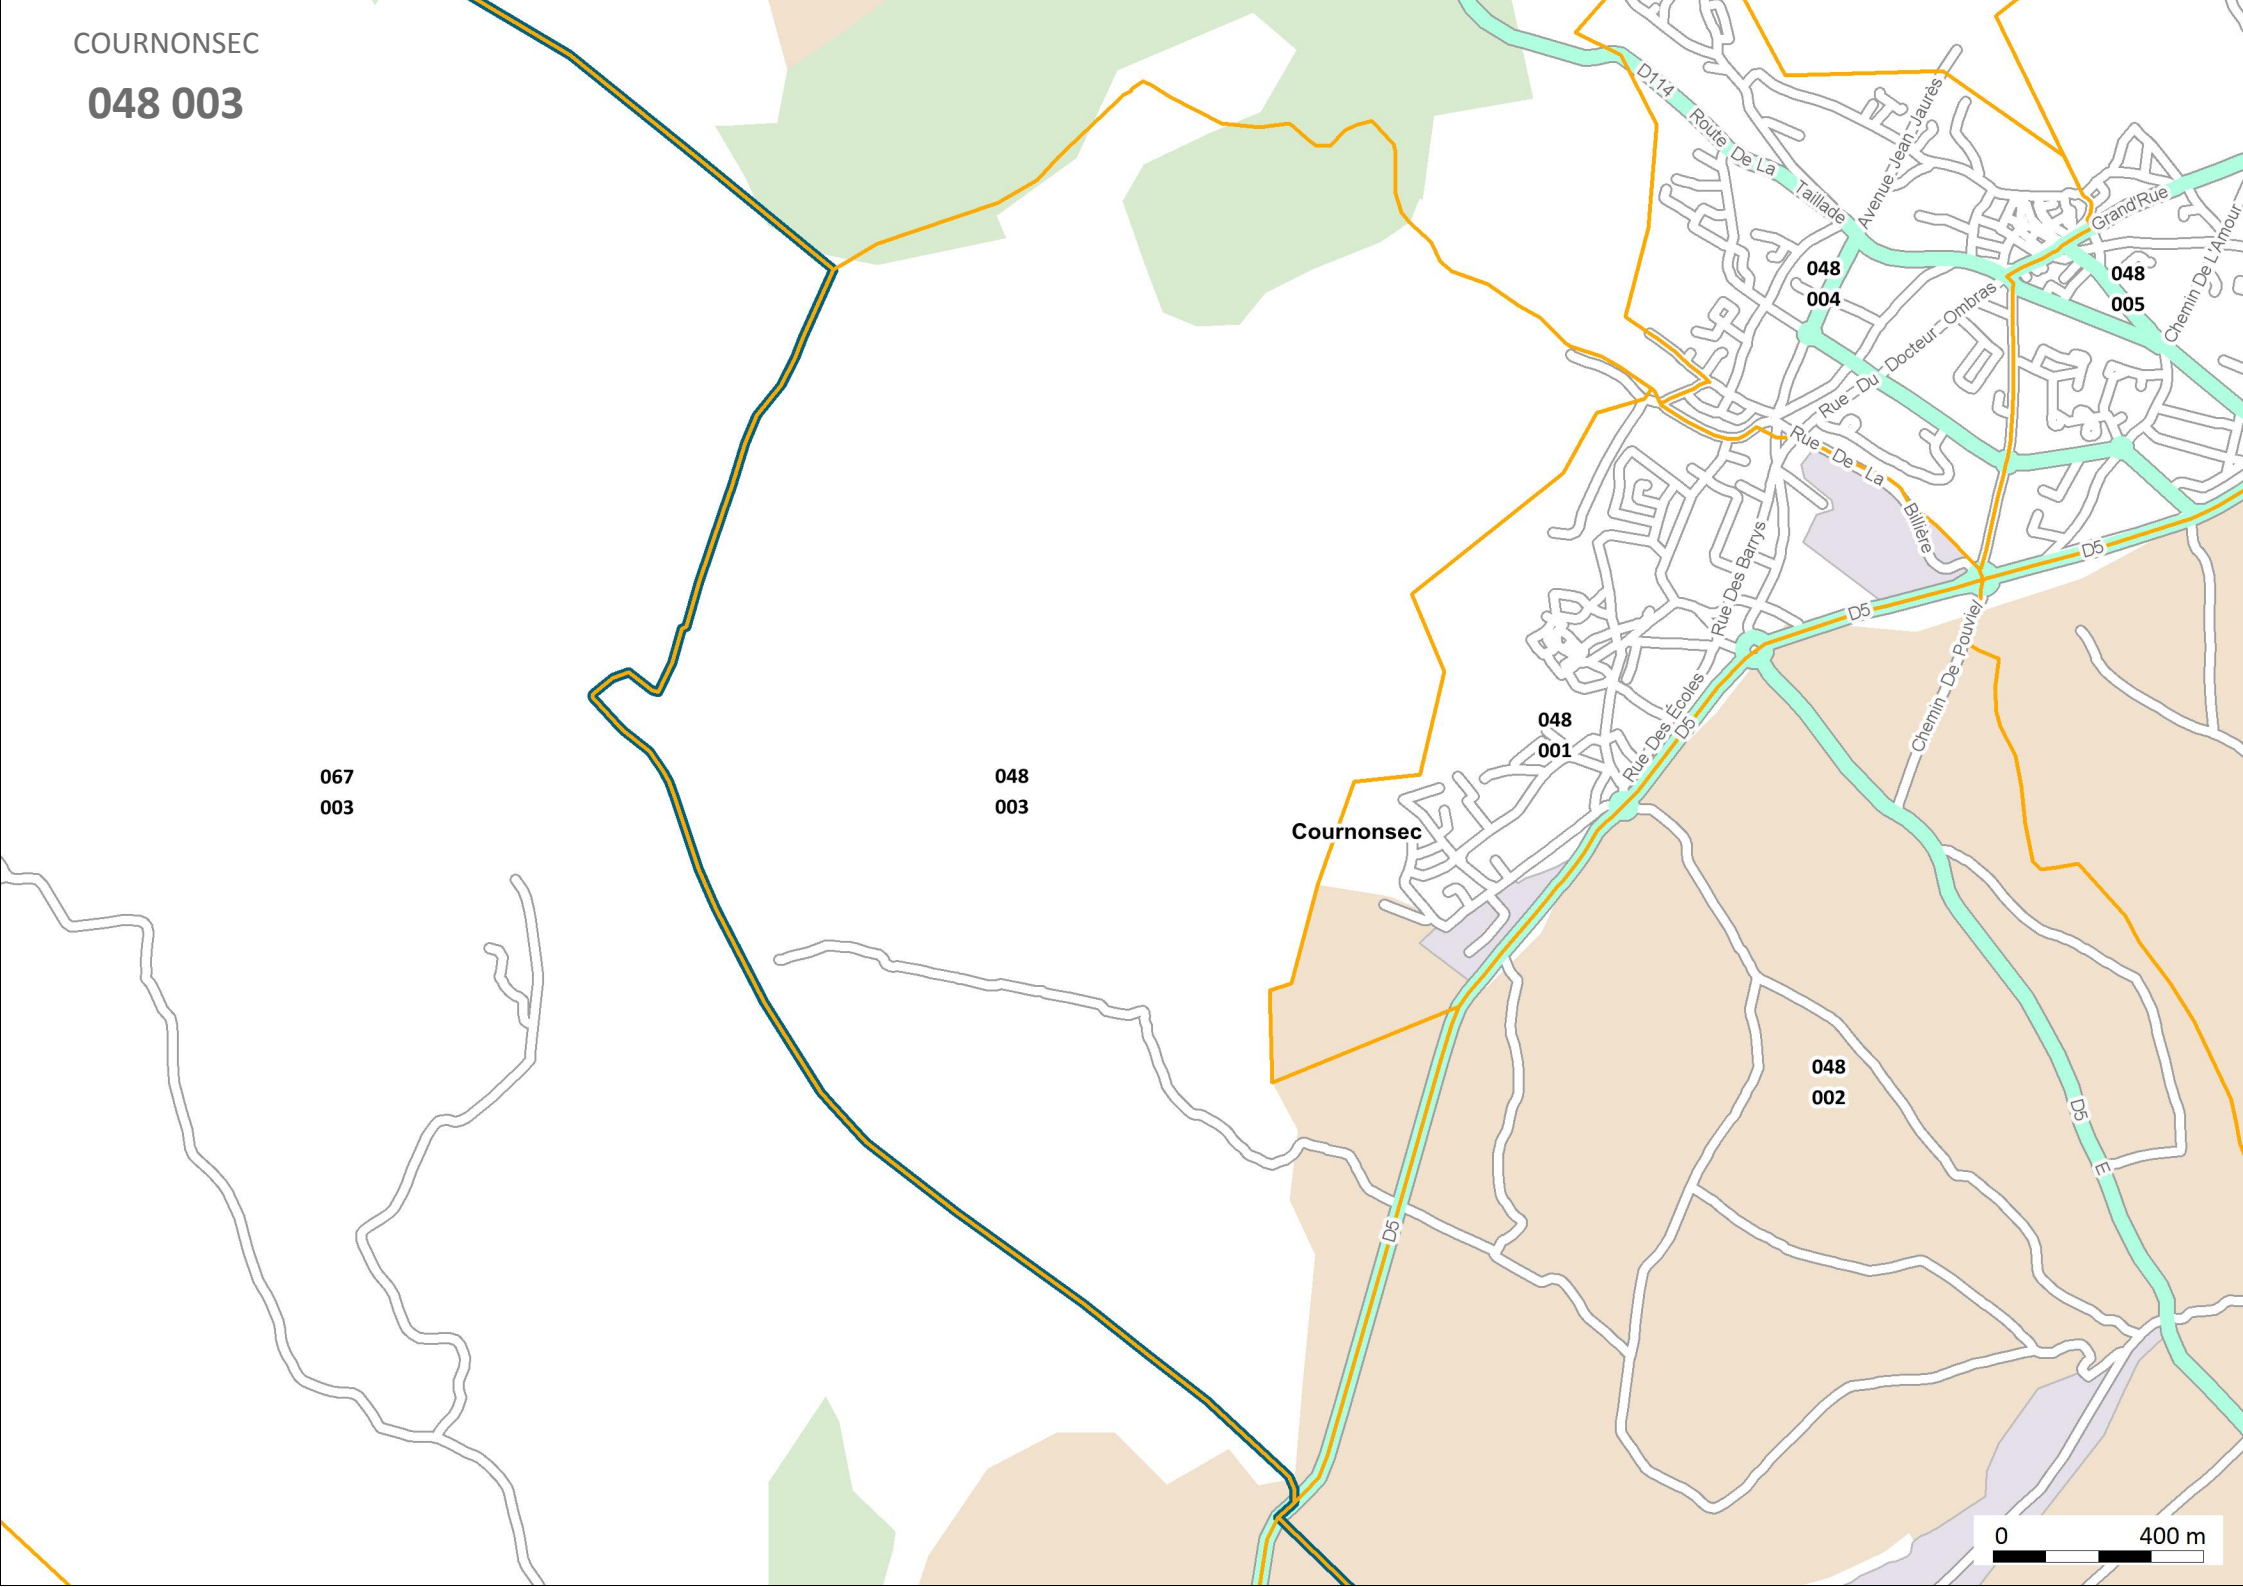 COURNONSEC
048 003
D114
Route De La
Taillade
Avenue-Jean-Jaurès
Grand'Rue
Chemin De L'Amour
048
004
048
005
Rue-Du-Docteur-Ombras
Rue-De-La
Billière
Rue Des Barrys
D5
D5
Chemin-De-Pouviel
Rue-Des-Écoles
D5
048
001
067
003
048
003
Cournonsec
048
002
D5
E
D5
0 400 m